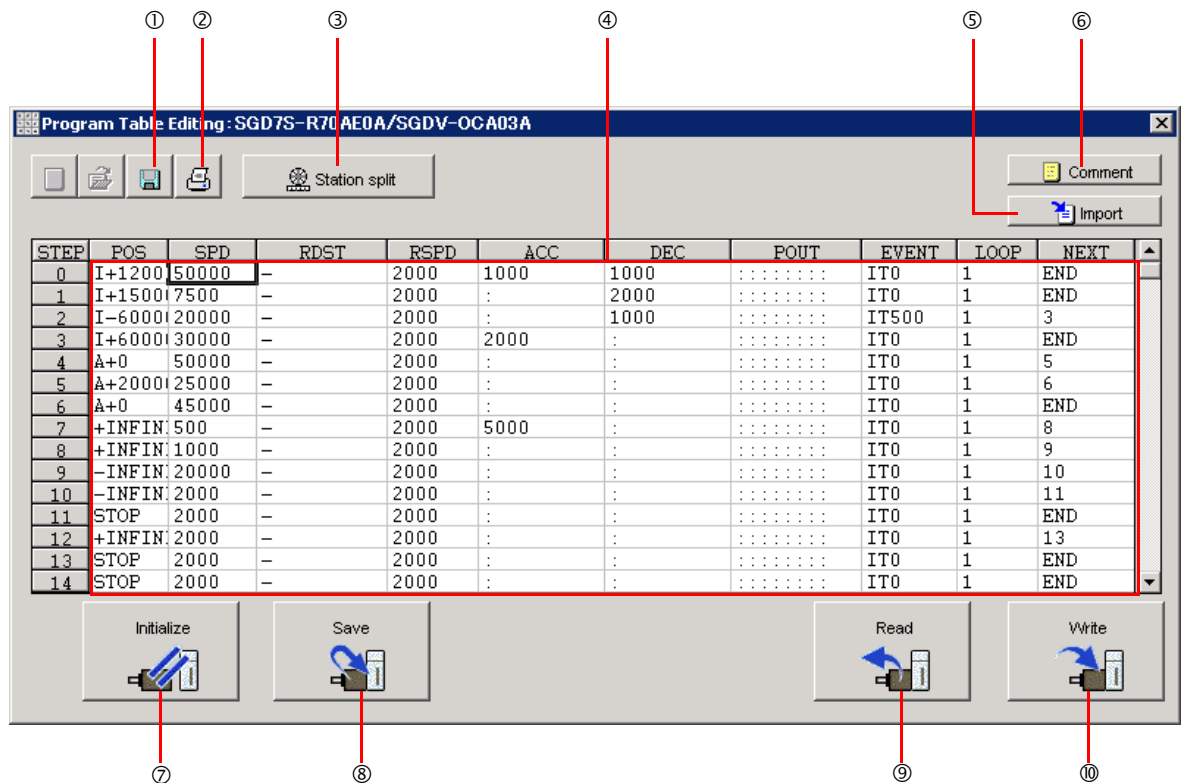 ① ② ③ ④ ⑤ ⑥
Program Table Editing:SGD7S-R70AE0A/SGDV-OCA03A
Station split
Comment
Import
STEP POS SPD RDST RSPD ACC DEC POUT EVENT LOOP NEXT
0 I+1200 50000 – 2000 1000 1000 :::::::: IT0 1 END
1 I+1500 7500 – 2000 : 2000 :::::::: IT0 1 END
2 I-6000 20000 – 2000 : 1000 :::::::: IT500 1 3
3 I+6000 30000 – 2000 2000 : :::::::: IT0 1 END
4 A+0 50000 – 2000 : : :::::::: IT0 1 5
5 A+2000 25000 – 2000 : : :::::::: IT0 1 6
6 A+0 45000 – 2000 : : :::::::: IT0 1 END
7 +INFIN 500 – 2000 5000 : :::::::: IT0 1 8
8 +INFIN 1000 – 2000 : : :::::::: IT0 1 9
9 -INFIN 20000 – 2000 : : :::::::: IT0 1 10
10 -INFIN 2000 – 2000 : : :::::::: IT0 1 11
11 STOP 2000 – 2000 : : :::::::: IT0 1 END
12 +INFIN 2000 – 2000 : : :::::::: IT0 1 13
13 STOP 2000 – 2000 : : :::::::: IT0 1 END
14 STOP 2000 – 2000 : : :::::::: IT0 1 END
Initialize Save Read Write
⑦ ⑧ ⑨ ⑩